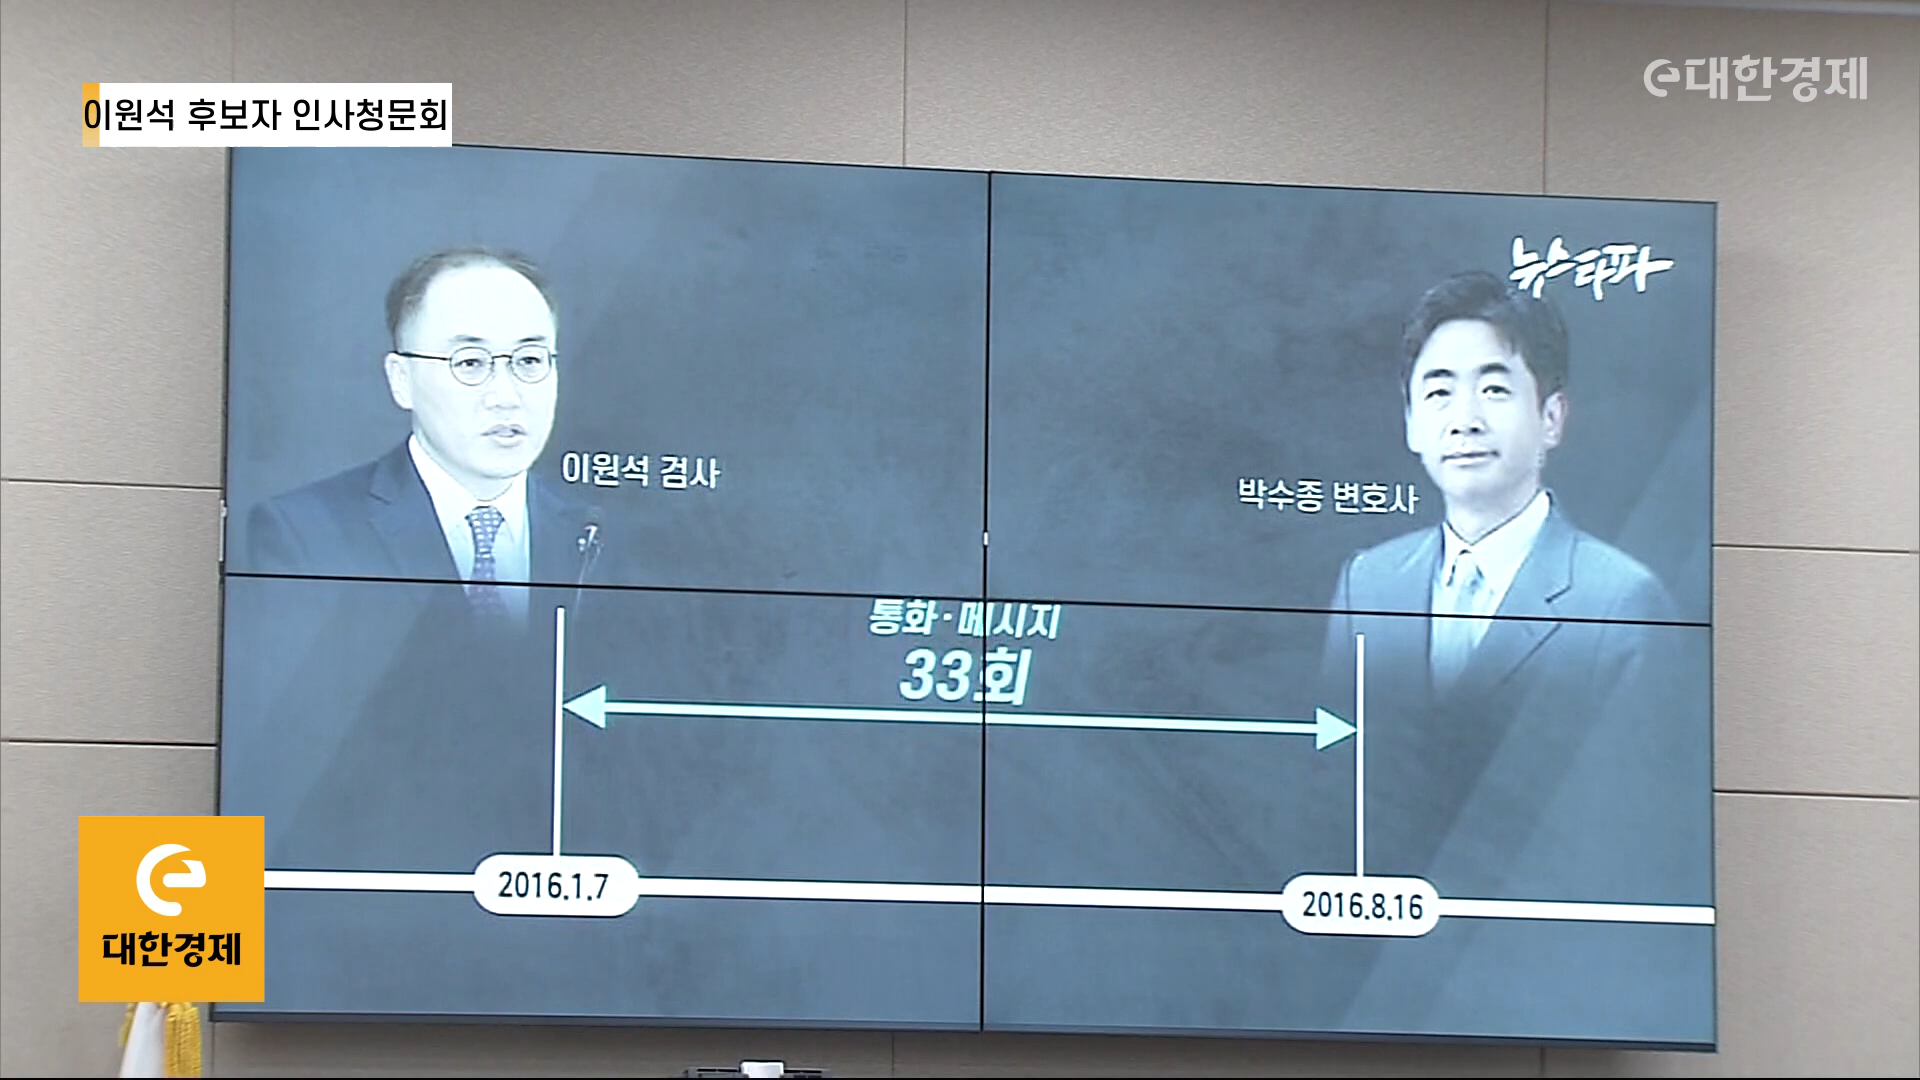 이원석 후보자 인사청문회
e대한경제
뉴스타파
이원석 검사
박수종 변호사
통화·메시지
33회
2016.1.7
2016.8.16
e
대한경제